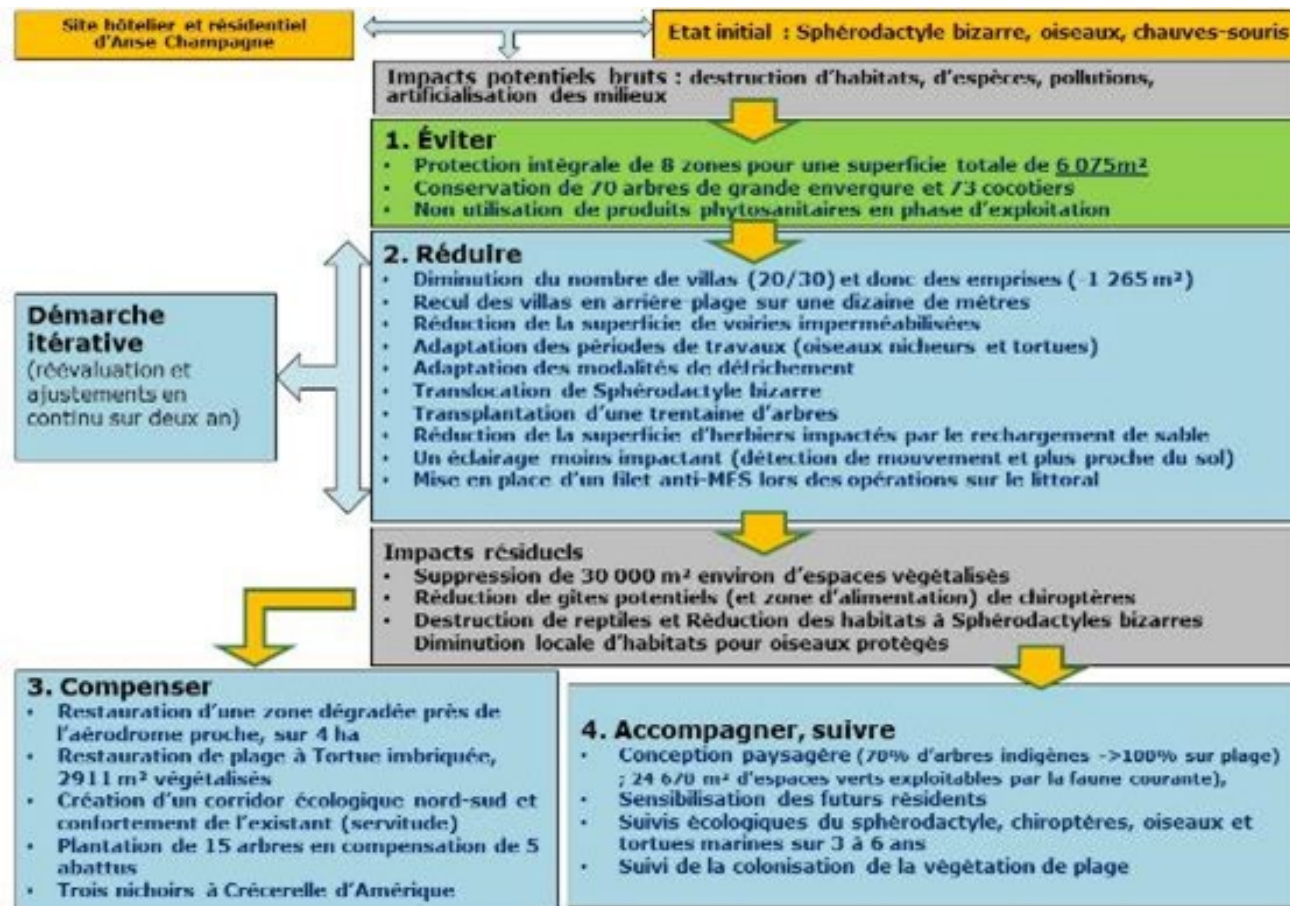 Site hôtelier et résidentiel
d'Anse Champagne
Etat initial : Sphérodactyle bizarre, oiseaux, chauves-souris
Impacts potentiels bruts : destruction d'habitats, d'espèces, pollutions,
artificialisation des milieux
1. Éviter
• Protection intégrale de 8 zones pour une superficie totale de 6 075m²
• Conservation de 70 arbres de grande envergure et 73 cocotiers
• Non utilisation de produits phytosanitaires en phase d'exploitation
2. Réduire
• Diminution du nombre de villas (20/30) et donc des emprises (-1 265 m²)
• Recul des villas en arrière plage sur une dizaine de mètres
• Réduction de la superficie de voiries imperméabilisées
• Adaptation des périodes de travaux (oiseaux nicheurs et tortues)
• Adaptation des modalités de défrichement
• Translocation de Sphérodactyle bizarre
• Transplantation d'une trentaine d'arbres
• Réduction de la superficie d'herbiers impactés par le rechargement de sable
• Un éclairage moins impactant (détection de mouvement et plus proche du sol)
• Mise en place d'un filet anti-MES lors des opérations sur le littoral
Démarche
itérative
(réévaluation et
ajustements en
continu sur deux an)
Impacts résiduels
• Suppression de 30 000 m² environ d'espaces végétalisés
• Réduction de gîtes potentiels (et zone d'alimentation) de chiroptères
• Destruction de reptiles et Réduction des habitats à Sphérodactyles bizarres
Diminution locale d'habitats pour oiseaux protégés
3. Compenser
• Restauration d'une zone dégradée près de
l'aérodrome proche, sur 4 ha
• Restauration de plage à Tortue imbriquée,
2911 m² végétalisés
• Création d'un corridor écologique nord-sud et
confortement de l'existant (servitude)
• Plantation de 15 arbres en compensation de 5
abattus
• Trois nichoirs à Crécerelle d'Amérique
4. Accompagner, suivre
• Conception paysagère (70% d'arbres indigènes ->100% sur plage)
; 24 670 m² d'espaces verts exploitables par la faune courante),
• Sensibilisation des futurs résidents
• Suivis écologiques du sphérodactyle, chiroptères, oiseaux et
tortues marines sur 3 à 6 ans
• Suivi de la colonisation de la végétation de plage